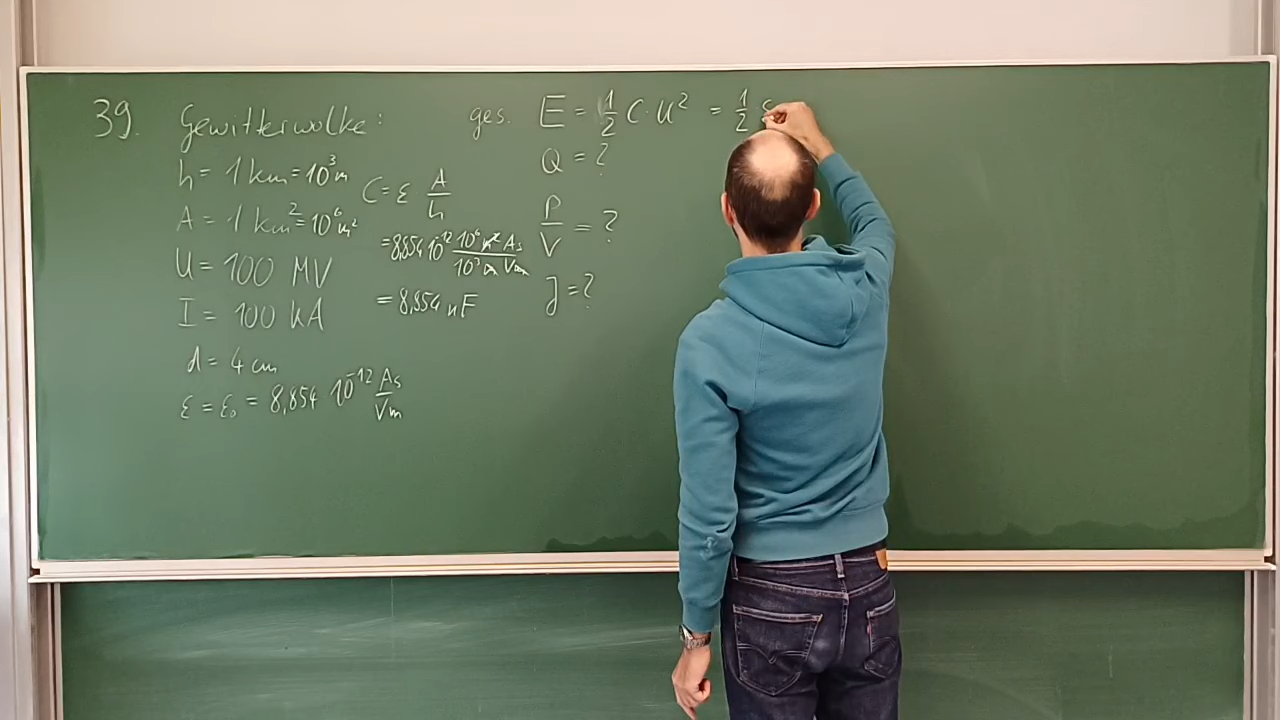 39. Gewitterwolke:
h = 1 km = 10³ m
A = 1 km² = 10⁶ m²
U = 100 MV
I = 100 kA
d = 4 cm
ε = ε₀ = 8,854 10⁻¹² As/Vm
C = ε A/h
= 8,854 10⁻¹² 10⁶ m² As / 10³ m Vm
= 8,854 nF
ges. E = 1/2 C · U² = 1/2
Q = ?
P/V = ?
J = ?